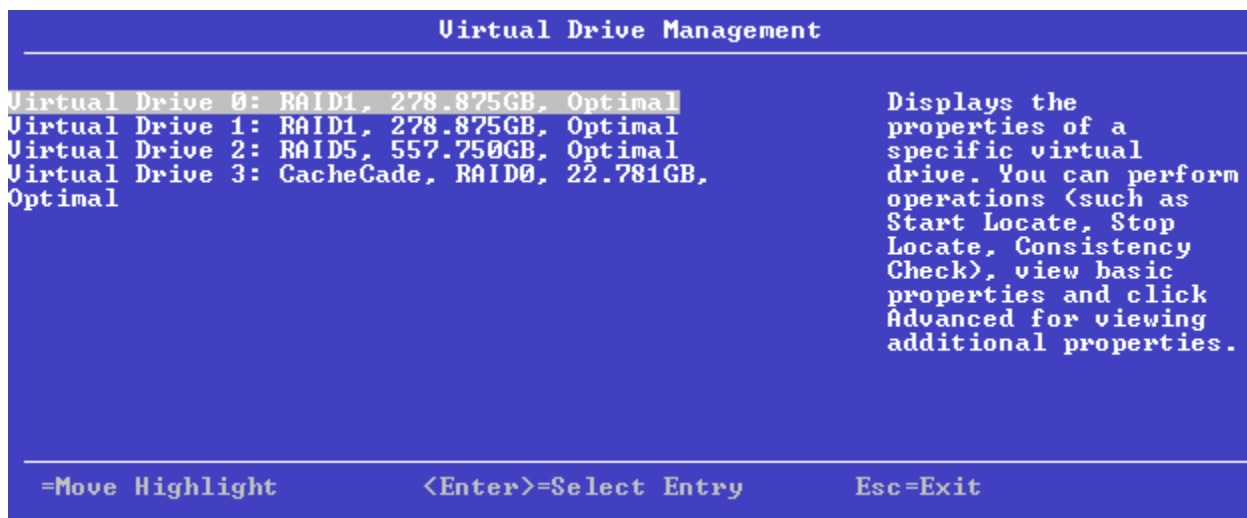 Virtual Drive Management
Virtual Drive 0: RAID1, 278.875GB, Optimal
Virtual Drive 1: RAID1, 278.875GB, Optimal
Virtual Drive 2: RAID5, 557.750GB, Optimal
Virtual Drive 3: CacheCade, RAID0, 22.781GB,
Optimal
Displays the
properties of a
specific virtual
drive. You can perform
operations (such as
Start Locate, Stop
Locate, Consistency
Check), view basic
properties and click
Advanced for viewing
additional properties.
=Move Highlight <Enter>=Select Entry Esc=Exit